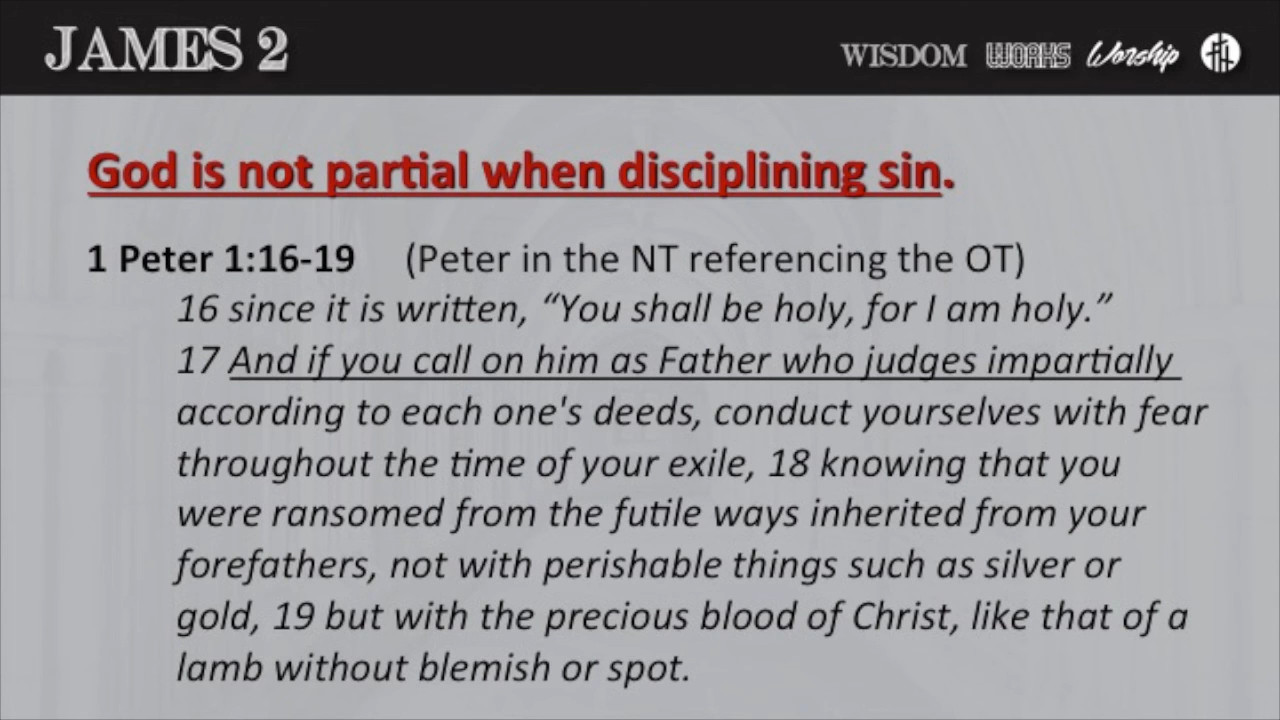 JAMES 2
WISDOM WORKS Worship
God is not partial when disciplining sin.
1 Peter 1:16-19 (Peter in the NT referencing the OT)
16 since it is written, “You shall be holy, for I am holy.”
17 And if you call on him as Father who judges impartially
according to each one's deeds, conduct yourselves with fear
throughout the time of your exile, 18 knowing that you
were ransomed from the futile ways inherited from your
forefathers, not with perishable things such as silver or
gold, 19 but with the precious blood of Christ, like that of a
lamb without blemish or spot.